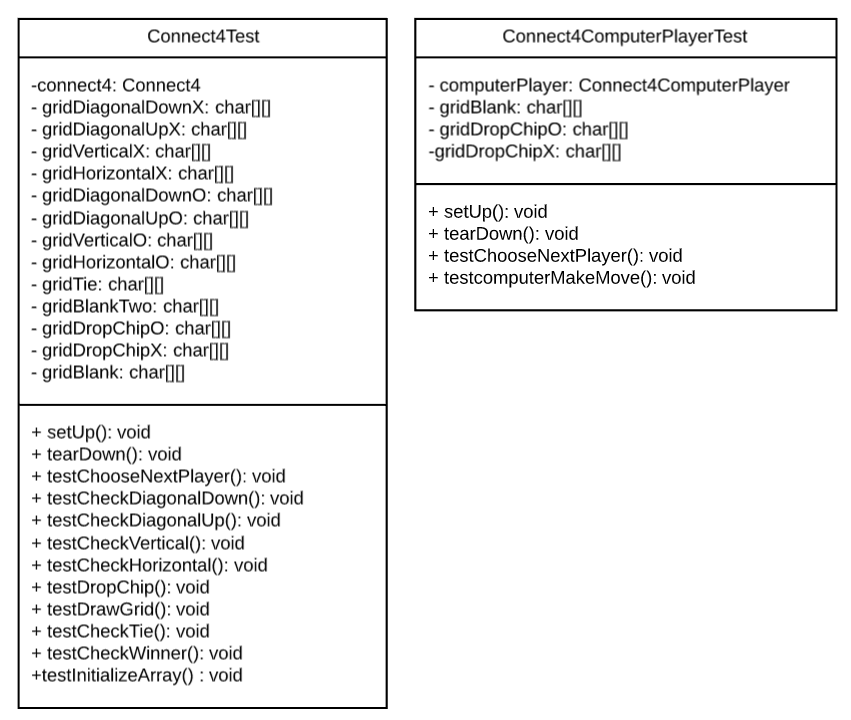 Connect4Test
-connect4: Connect4
- gridDiagonalDownX: char[][]
- gridDiagonalUpX: char[][]
- gridVerticalX: char[][]
- gridHorizontalX: char[][]
- gridDiagonalDownO: char[][]
- gridDiagonalUpO: char[][]
- gridVerticalO: char[][]
- gridHorizontalO: char[][]
- gridTie: char[][]
- gridBlankTwo: char[][]
- gridDropChipO: char[][]
- gridDropChipX: char[][]
- gridBlank: char[][]
+ setUp(): void
+ tearDown(): void
+ testChooseNextPlayer(): void
+ testCheckDiagonalDown(): void
+ testCheckDiagonalUp(): void
+ testCheckVertical(): void
+ testCheckHorizontal(): void
+ testDropChip(): void
+ testDrawGrid(): void
+ testCheckTie(): void
+ testCheckWinner(): void
+testInitializeArray() : void
Connect4ComputerPlayerTest
- computerPlayer: Connect4ComputerPlayer
- gridBlank: char[][]
- gridDropChipO: char[][]
-gridDropChipX: char[][]
+ setUp(): void
+ tearDown(): void
+ testChooseNextPlayer(): void
+ testcomputerMakeMove(): void